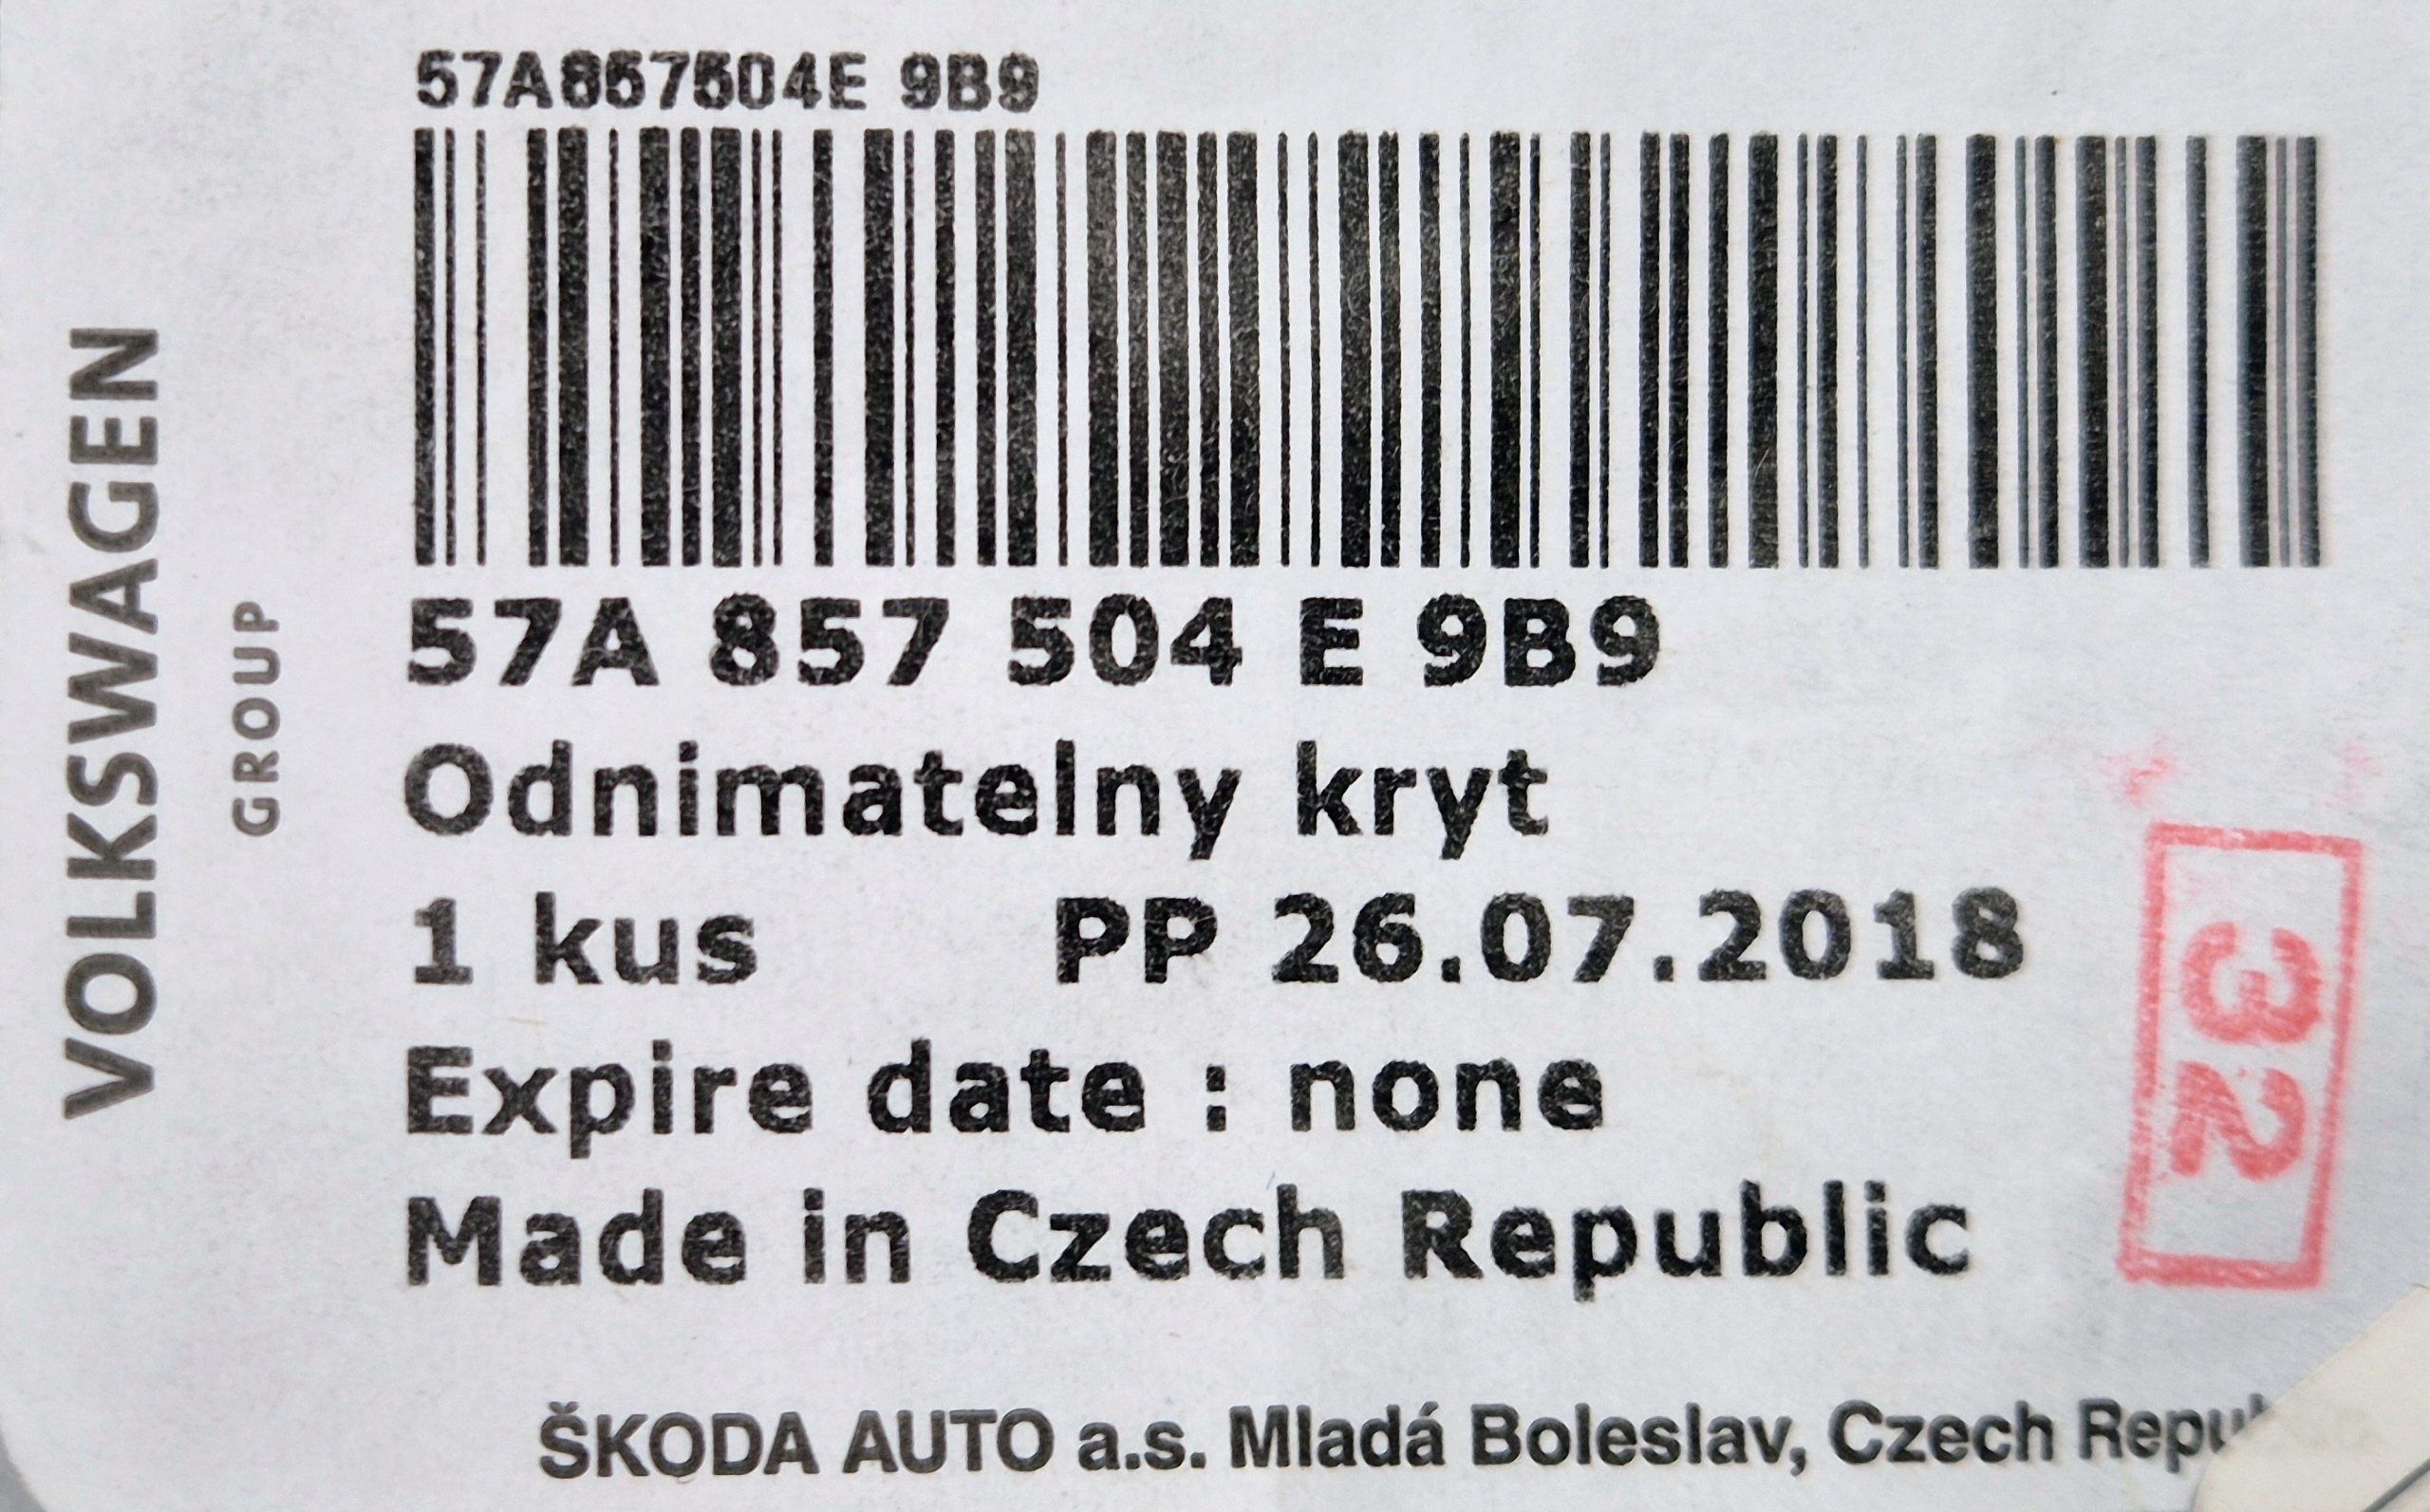 57A857504E 9B9
57A 857 504 E 9B9
Odnimatelny kryt
1 kus PP 26.07.2018
Expire date : none
Made in Czech Republic
ŠKODA AUTO a.s. Mladá Boleslav, Czech
VOLKSWAGEN
GROUP
32